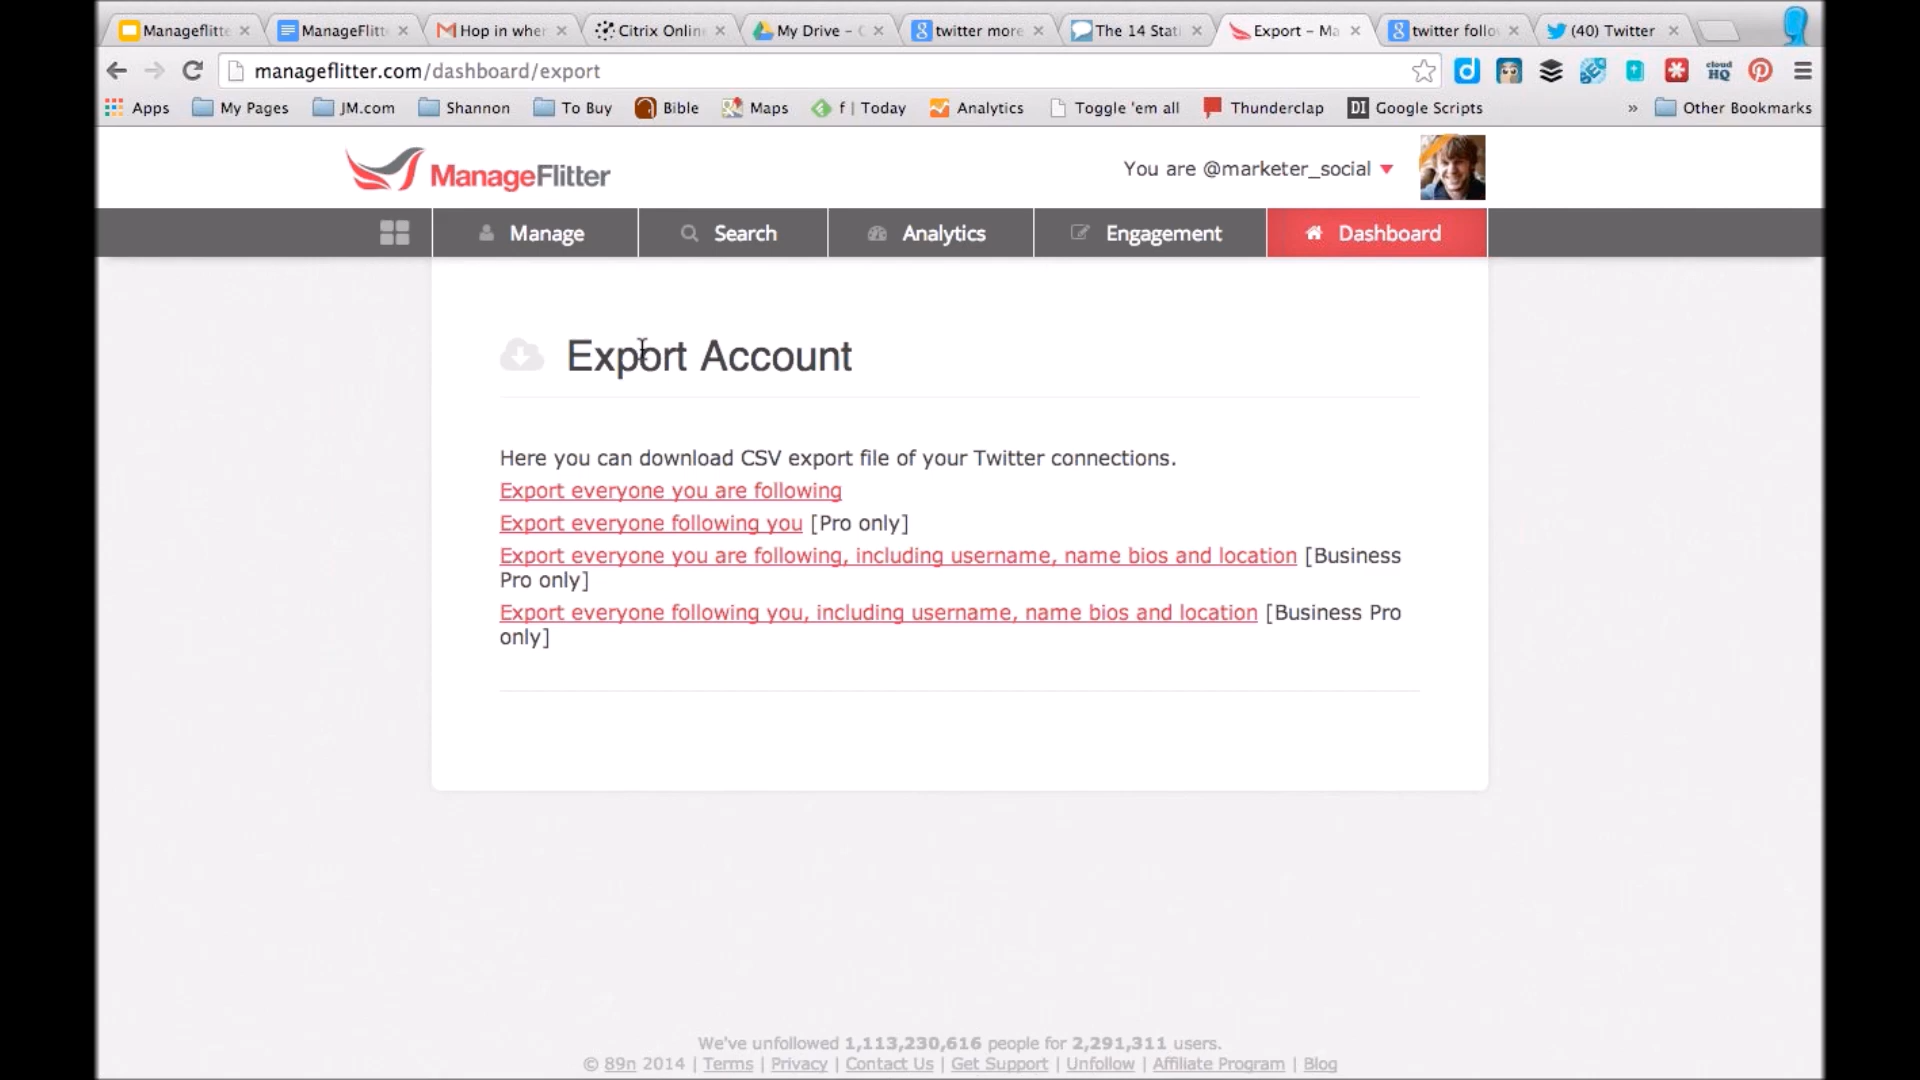 Manageflitte
ManageFlitt
Hop in wher
Citrix Onlin
My Drive –
twitter more
The 14 Stati
Export – Ma
twitter follo
(40) Twitter
manageflitter.com/dashboard/export
cloud HQ
Apps My Pages JM.com Shannon To Buy Bible Maps f | Today Analytics Toggle 'em all Thunderclap DI Google Scripts » Other Bookmarks
ManageFlitter
You are @marketer_social
Manage Search Analytics Engagement Dashboard
Export Account
Here you can download CSV export file of your Twitter connections.
Export everyone you are following
Export everyone following you [Pro only]
Export everyone you are following, including username, name bios and location [Business
Pro only]
Export everyone following you, including username, name bios and location [Business Pro
only]
We've unfollowed 1,113,230,616 people for 2,291,311 users.
© 89n 2014 | Terms | Privacy | Contact Us | Get Support | Unfollow | Affiliate Program | Blog